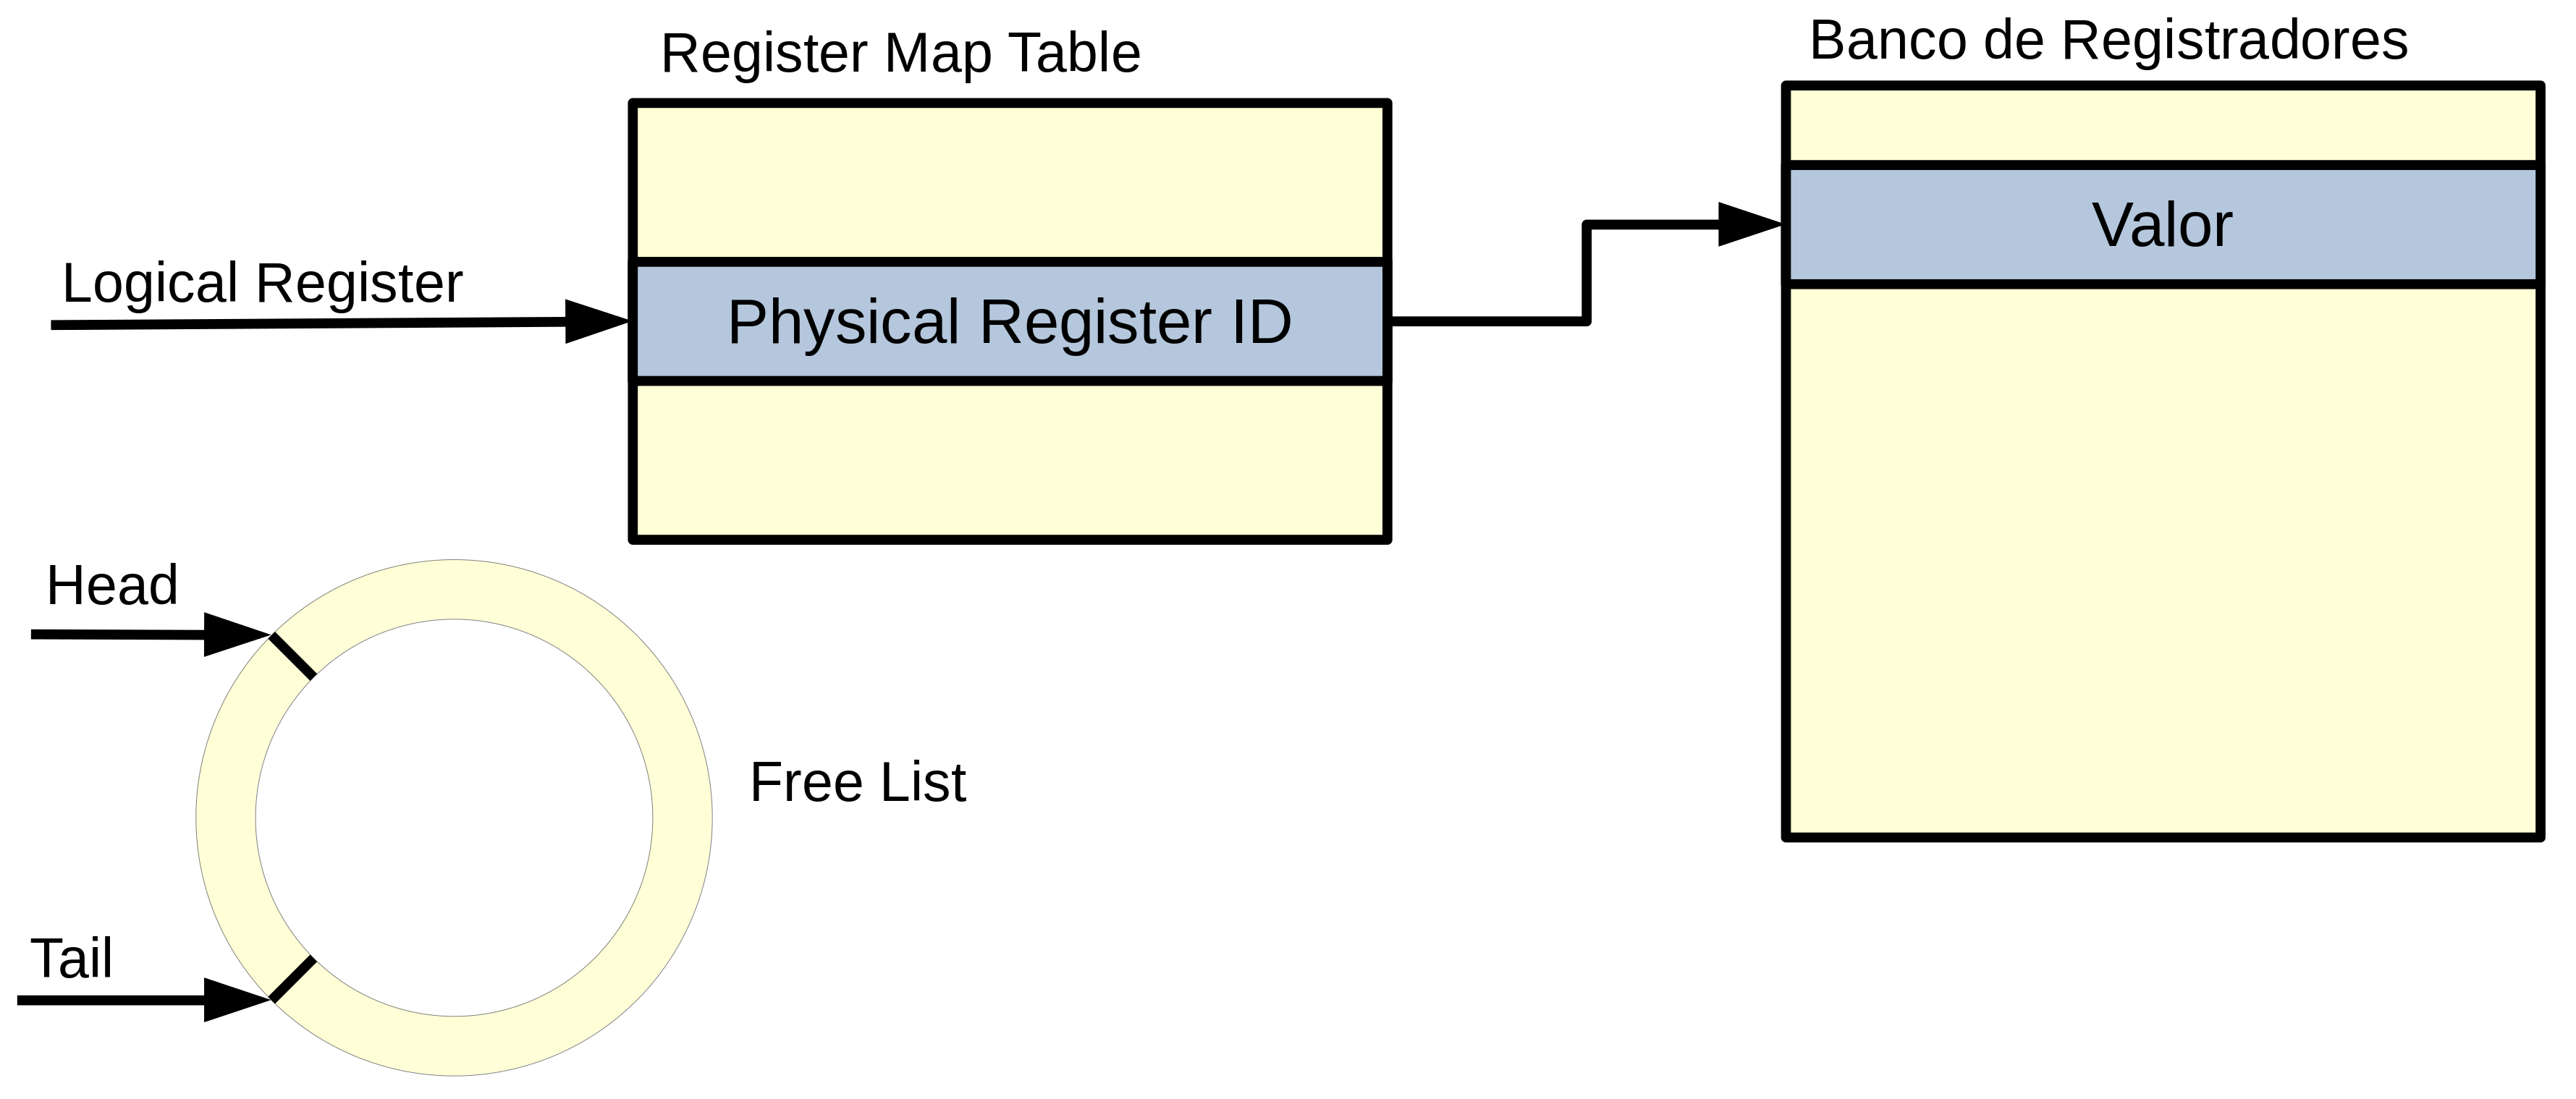 Register Map Table
Banco de Registradores
Logical Register
Physical Register ID
Valor
Head
Free List
Tail